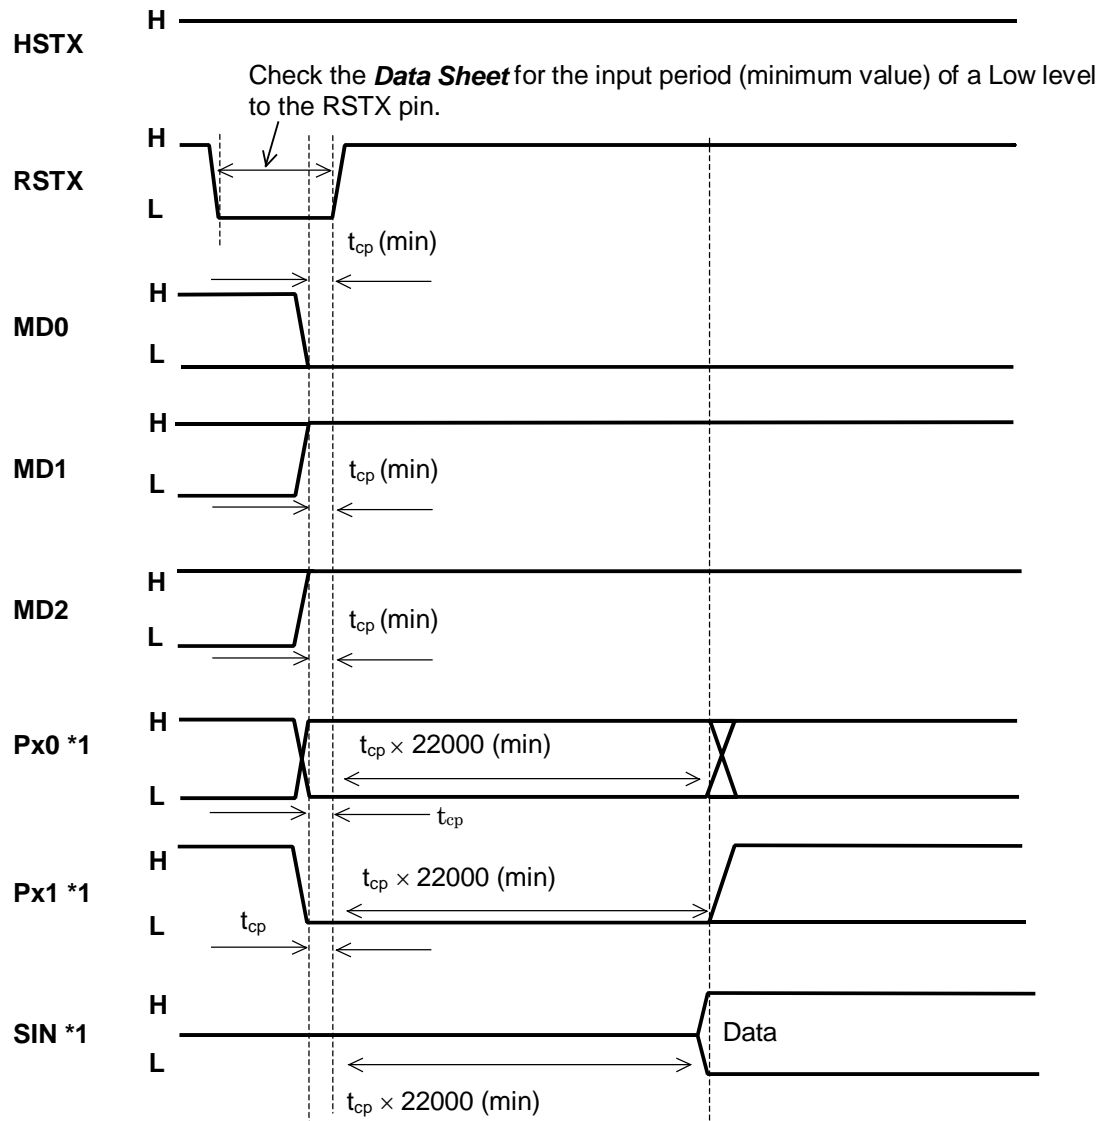 HSTX H
Check the Data Sheet for the input period (minimum value) of a Low level
to the RSTX pin.
H
RSTX
L
tcp (min)
H
MD0
L
H
MD1
L
tcp (min)
H
MD2
L
tcp (min)
H
Px0 *1
L
tcp × 22000 (min)
tcp
H
Px1 *1
L
tcp × 22000 (min)
tcp
H
SIN *1
L
Data
tcp × 22000 (min)